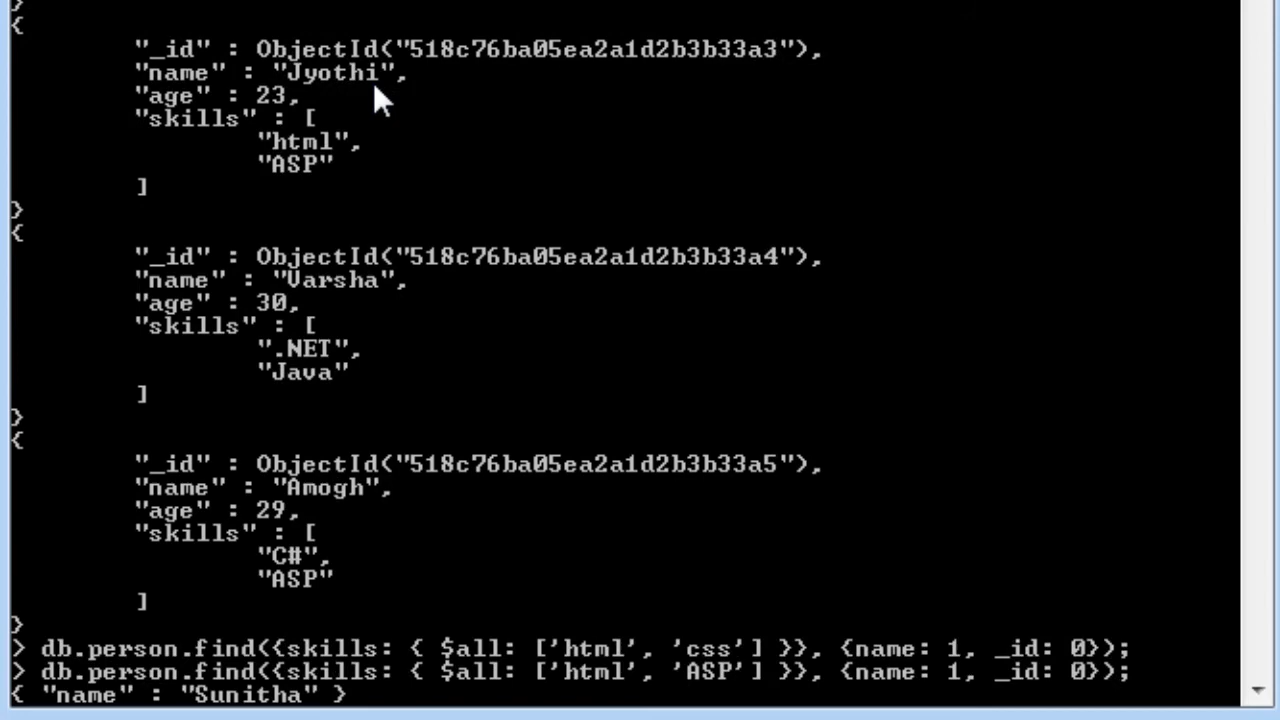 }
{
"_id" : ObjectId("518c76ba05ea2a1d2b3b33a3"),
"name" : "Jyothi",
"age" : 23,
"skills" : [
"html",
"ASP"
]
}
{
"_id" : ObjectId("518c76ba05ea2a1d2b3b33a4"),
"name" : "Varsha",
"age" : 30,
"skills" : [
".NET",
"Java"
]
}
{
"_id" : ObjectId("518c76ba05ea2a1d2b3b33a5"),
"name" : "Amogh",
"age" : 29,
"skills" : [
"C#",
"ASP"
]
}
> db.person.find({skills: { $all: ['html', 'css'] }}, {name: 1, _id: 0});
> db.person.find({skills: { $all: ['html', 'ASP'] }}, {name: 1, _id: 0});
{ "name" : "Sunitha" }